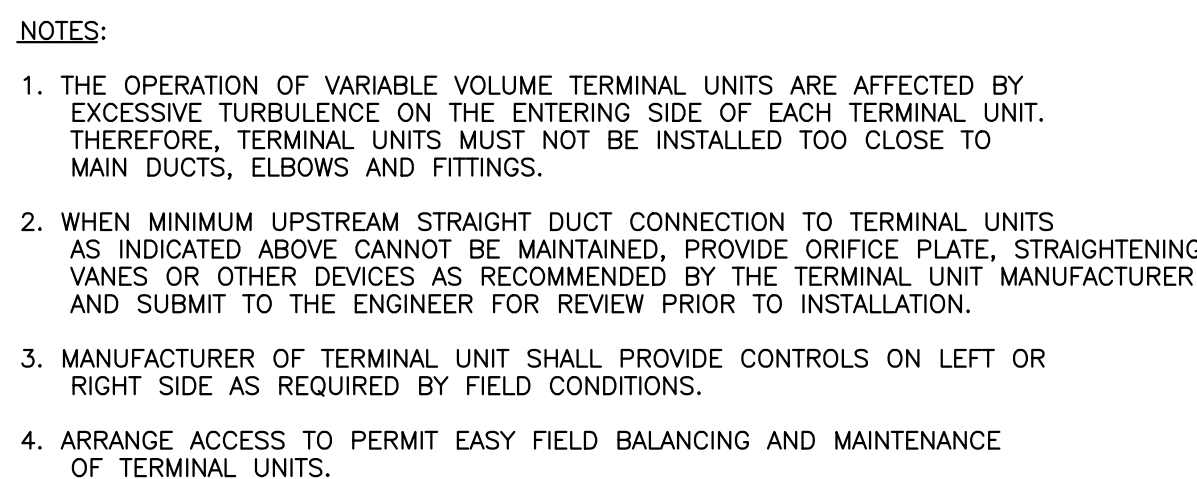 NOTES:
1. THE OPERATION OF VARIABLE VOLUME TERMINAL UNITS ARE AFFECTED BY
EXCESSIVE TURBULENCE ON THE ENTERING SIDE OF EACH TERMINAL UNIT.
THEREFORE, TERMINAL UNITS MUST NOT BE INSTALLED TOO CLOSE TO
MAIN DUCTS, ELBOWS AND FITTINGS.
2. WHEN MINIMUM UPSTREAM STRAIGHT DUCT CONNECTION TO TERMINAL UNITS
AS INDICATED ABOVE CANNOT BE MAINTAINED, PROVIDE ORIFICE PLATE, STRAIGHTENING
VANES OR OTHER DEVICES AS RECOMMENDED BY THE TERMINAL UNIT MANUFACTURER
AND SUBMIT TO THE ENGINEER FOR REVIEW PRIOR TO INSTALLATION.
3. MANUFACTURER OF TERMINAL UNIT SHALL PROVIDE CONTROLS ON LEFT OR
RIGHT SIDE AS REQUIRED BY FIELD CONDITIONS.
4. ARRANGE ACCESS TO PERMIT EASY FIELD BALANCING AND MAINTENANCE
OF TERMINAL UNITS.